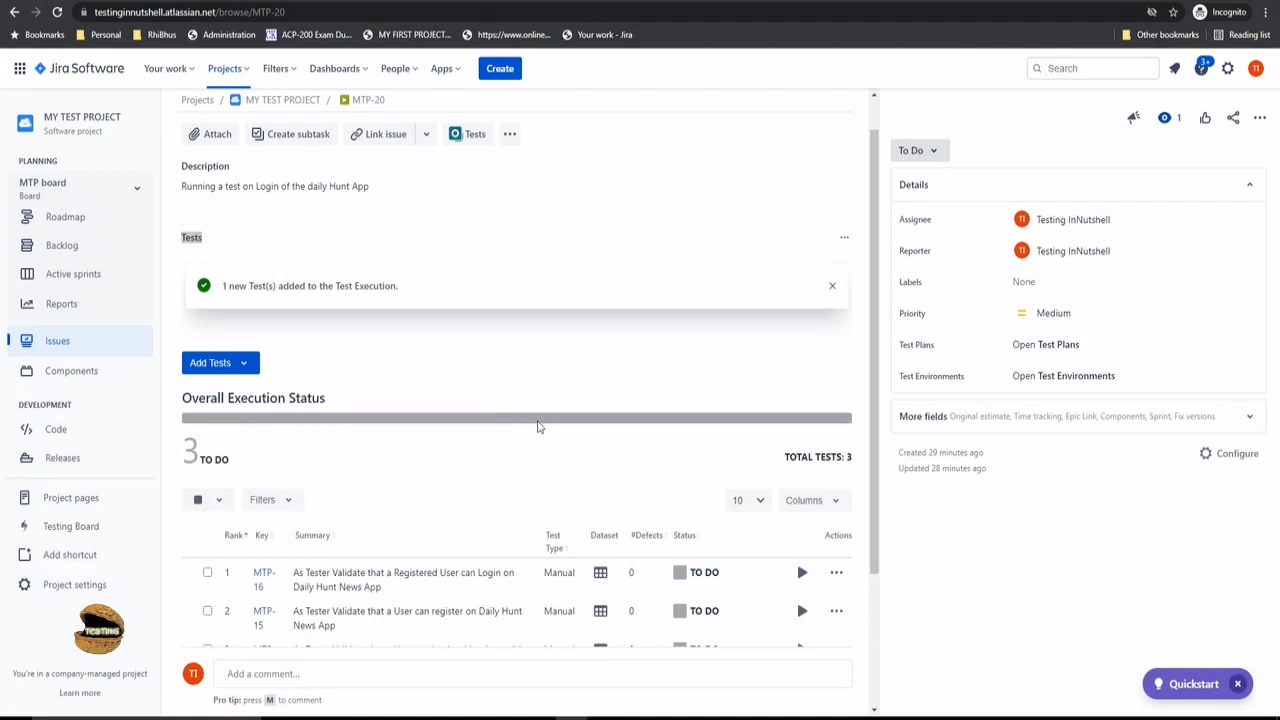 testinginnutshell.atlassian.net/browse/MTP-20
Incognito
Bookmarks
Personal
RhiBhus
Administration
ACP-200 Exam Du...
MY FIRST PROJECT...
https://www.online...
Your work - Jira
Other bookmarks
Reading list
Jira Software
Your work
Projects
Filters
Dashboards
People
Apps
Create
Search
3+
TI
MY TEST PROJECT
Software project
PLANNING
MTP board
Board
Roadmap
Backlog
Active sprints
Reports
Issues
Components
DEVELOPMENT
Code
Releases
Project pages
Testing Board
Add shortcut
Project settings
TESTING
You're in a company-managed project
Learn more
Projects / MY TEST PROJECT / MTP-20
Attach
Create subtask
Link issue
Tests
Description
Running a test on Login of the daily Hunt App
Tests
1 new Test(s) added to the Test Execution.
Add Tests
Overall Execution Status
3 TO DO
TOTAL TESTS: 3
Filters
10
Columns
Rank Key Summary Test Type Dataset #Defects Status Actions
1 MTP-16 As Tester Validate that a Registered User can Login on Daily Hunt News App Manual 0 TO DO
2 MTP-15 As Tester Validate that a User can register on Daily Hunt News App Manual 0 TO DO
TI
Add a comment...
Pro tip: press M to comment
1
To Do
Details
Assignee
TI Testing InNutshell
Reporter
TI Testing InNutshell
Labels
None
Priority
Medium
Test Plans
Open Test Plans
Test Environments
Open Test Environments
More fields Original estimate, Time tracking, Epic Link, Components, Sprint, Fix versions
Created 29 minutes ago
Updated 28 minutes ago
Configure
Quickstart